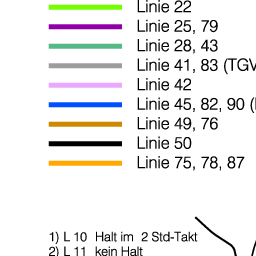 Linie 22
Linie 25, 79
Linie 28, 43
Linie 41, 83 (TGV
Linie 42
Linie 45, 82, 90 (
Linie 49, 76
Linie 50
Linie 75, 78, 87
1) L 10 Halt im 2 Std-Takt
2) L 11 kein Halt